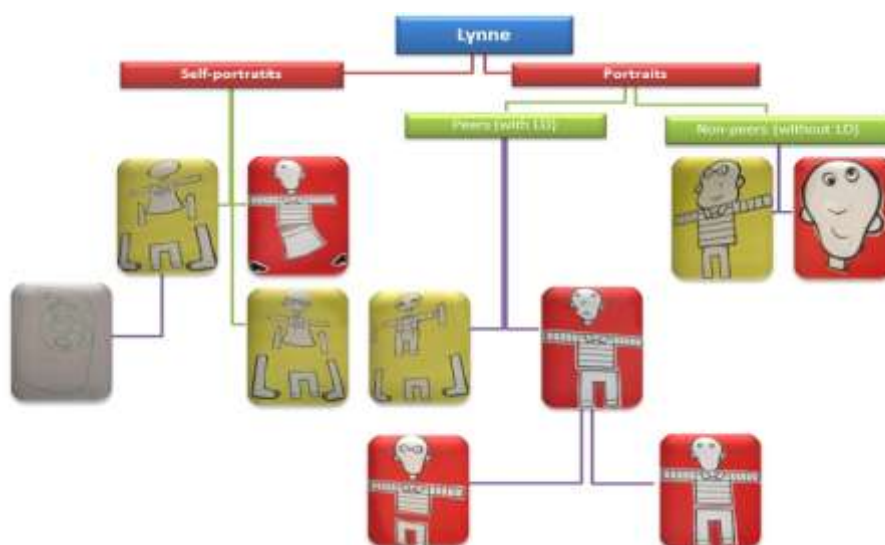 Lynne
Self-portratits
Portraits
Peers (with LD)
Non-peers (without LD)